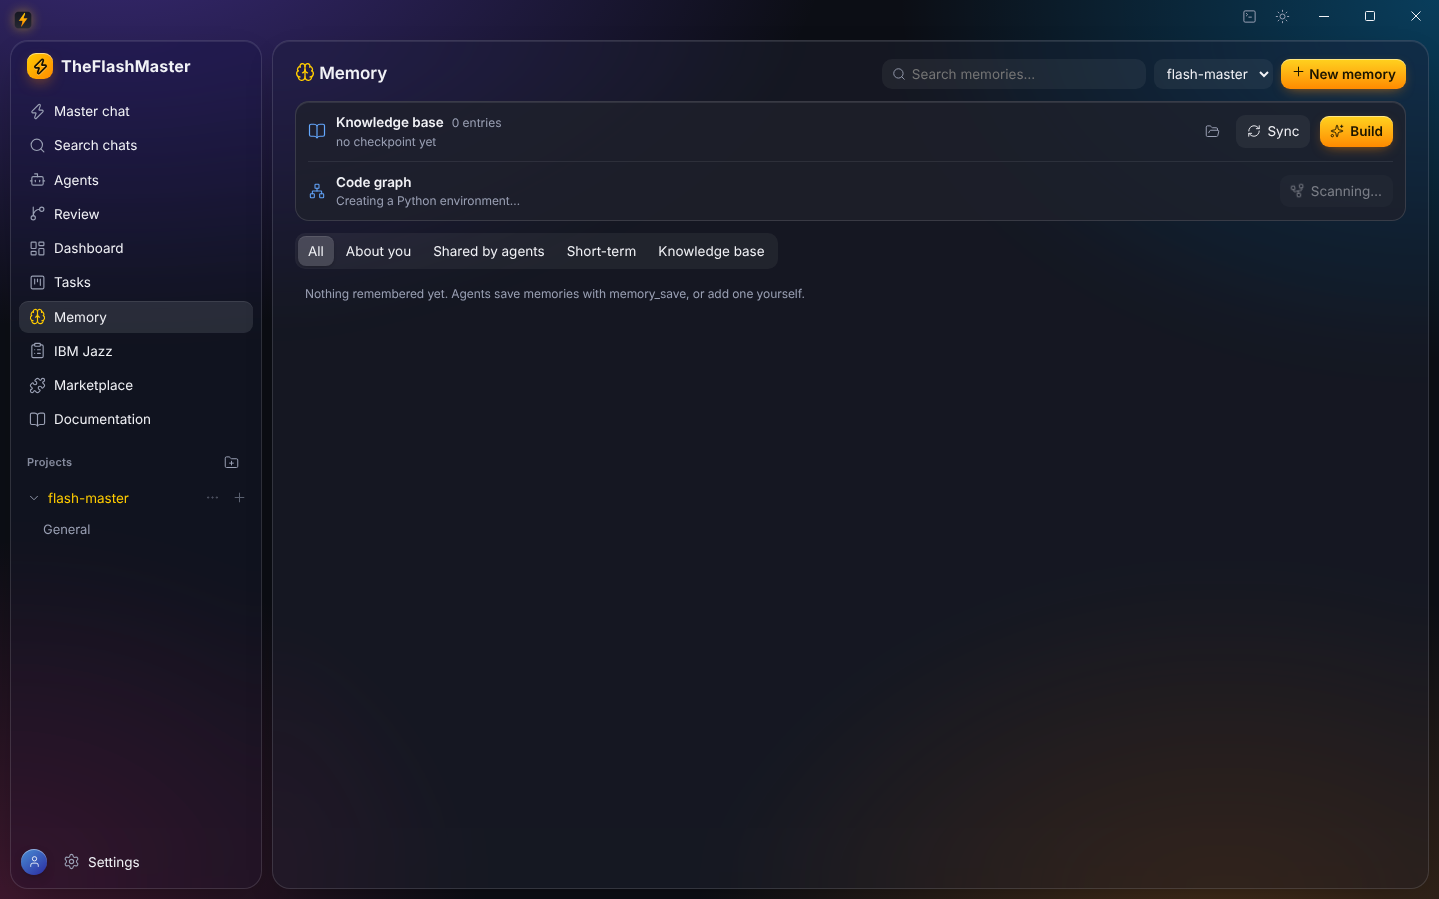 TheFlashMaster
Master chat
Search chats
Agents
Review
Dashboard
Tasks
Memory
IBM Jazz
Marketplace
Documentation
Projects
flash-master
General
Settings
Memory
Search memories...
flash-master
New memory
Knowledge base 0 entries
no checkpoint yet
Sync
Build
Code graph
Creating a Python environment...
Scanning...
All About you Shared by agents Short-term Knowledge base
Nothing remembered yet. Agents save memories with memory_save, or add one yourself.